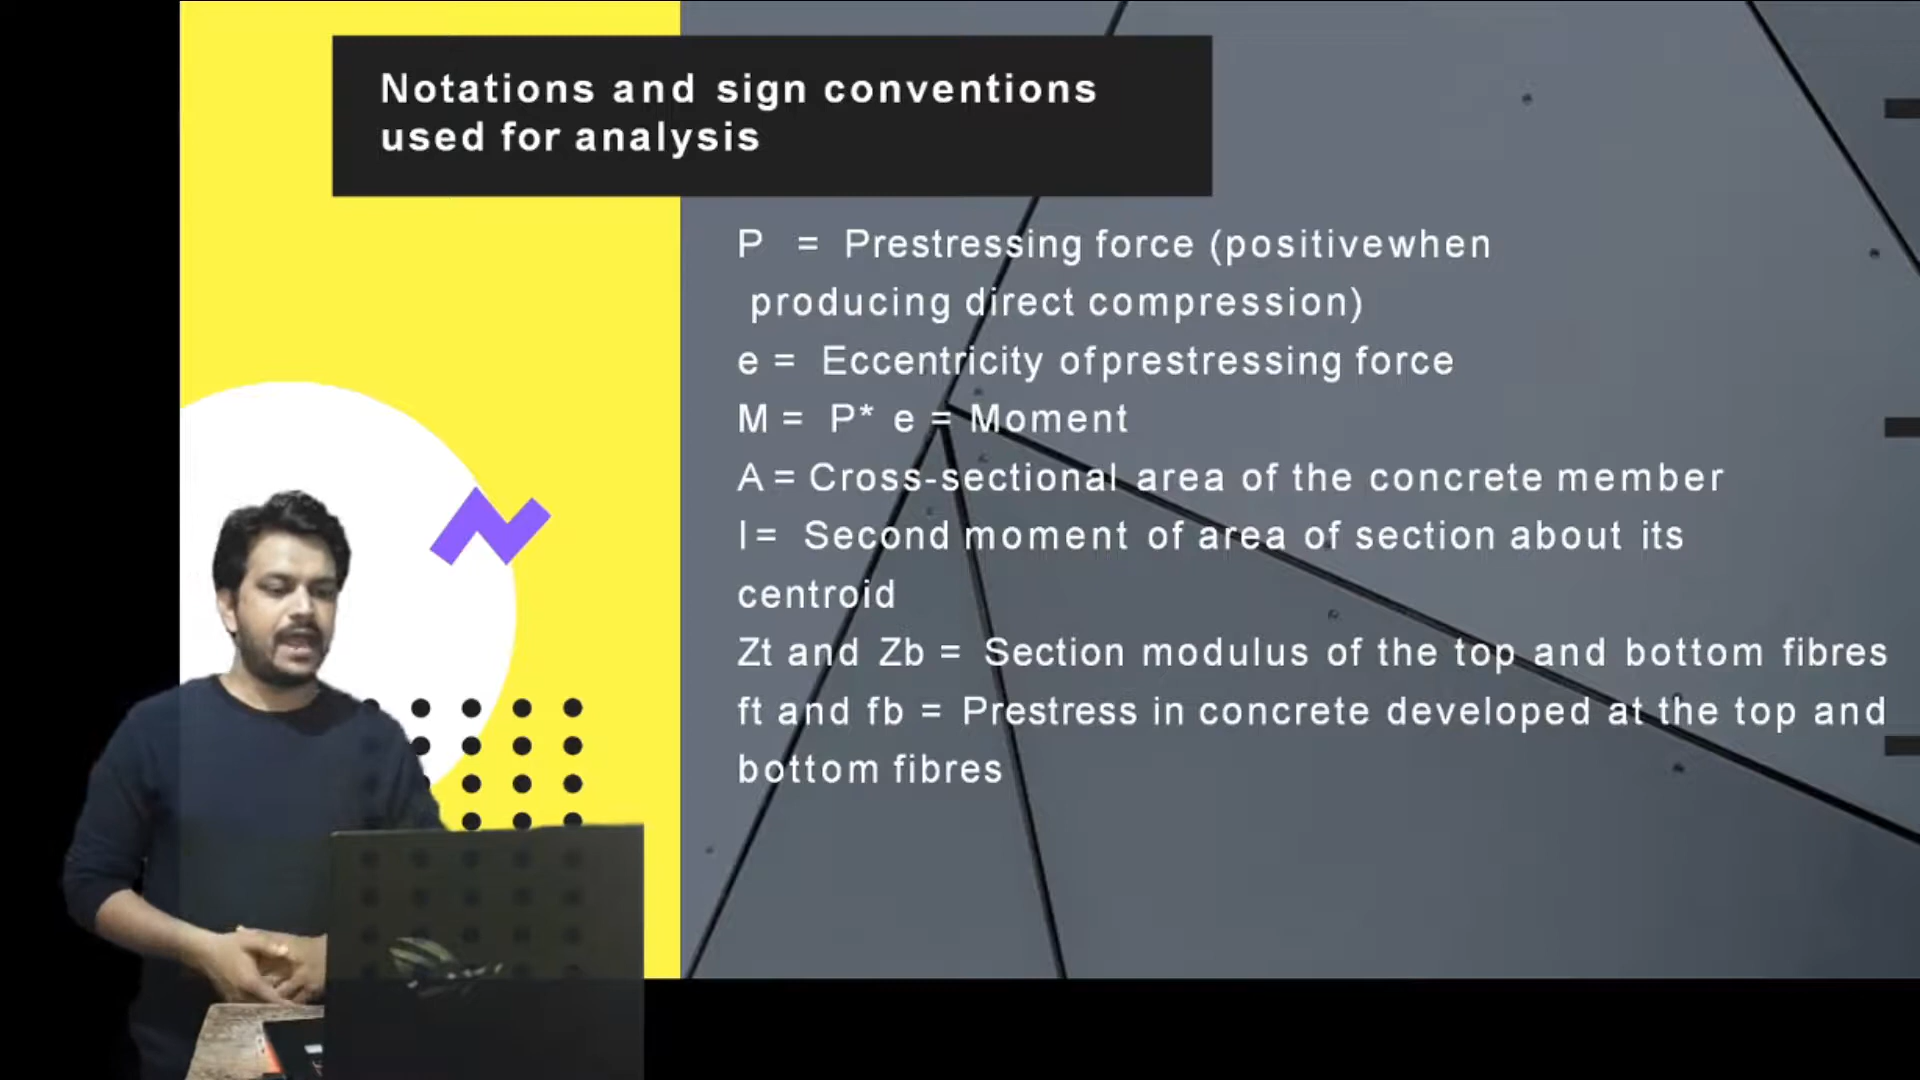 Notations and sign conventions
used for analysis
P = Prestressing force (positivewhen
producing direct compression)
e = Eccentricity ofprestressing force
M = P* e = Moment
A = Cross-sectional area of the concrete member
I = Second moment of area of section about its
centroid
Zt and Zb = Section modulus of the top and bottom fibres
ft and fb = Prestress in concrete developed at the top and
bottom fibres